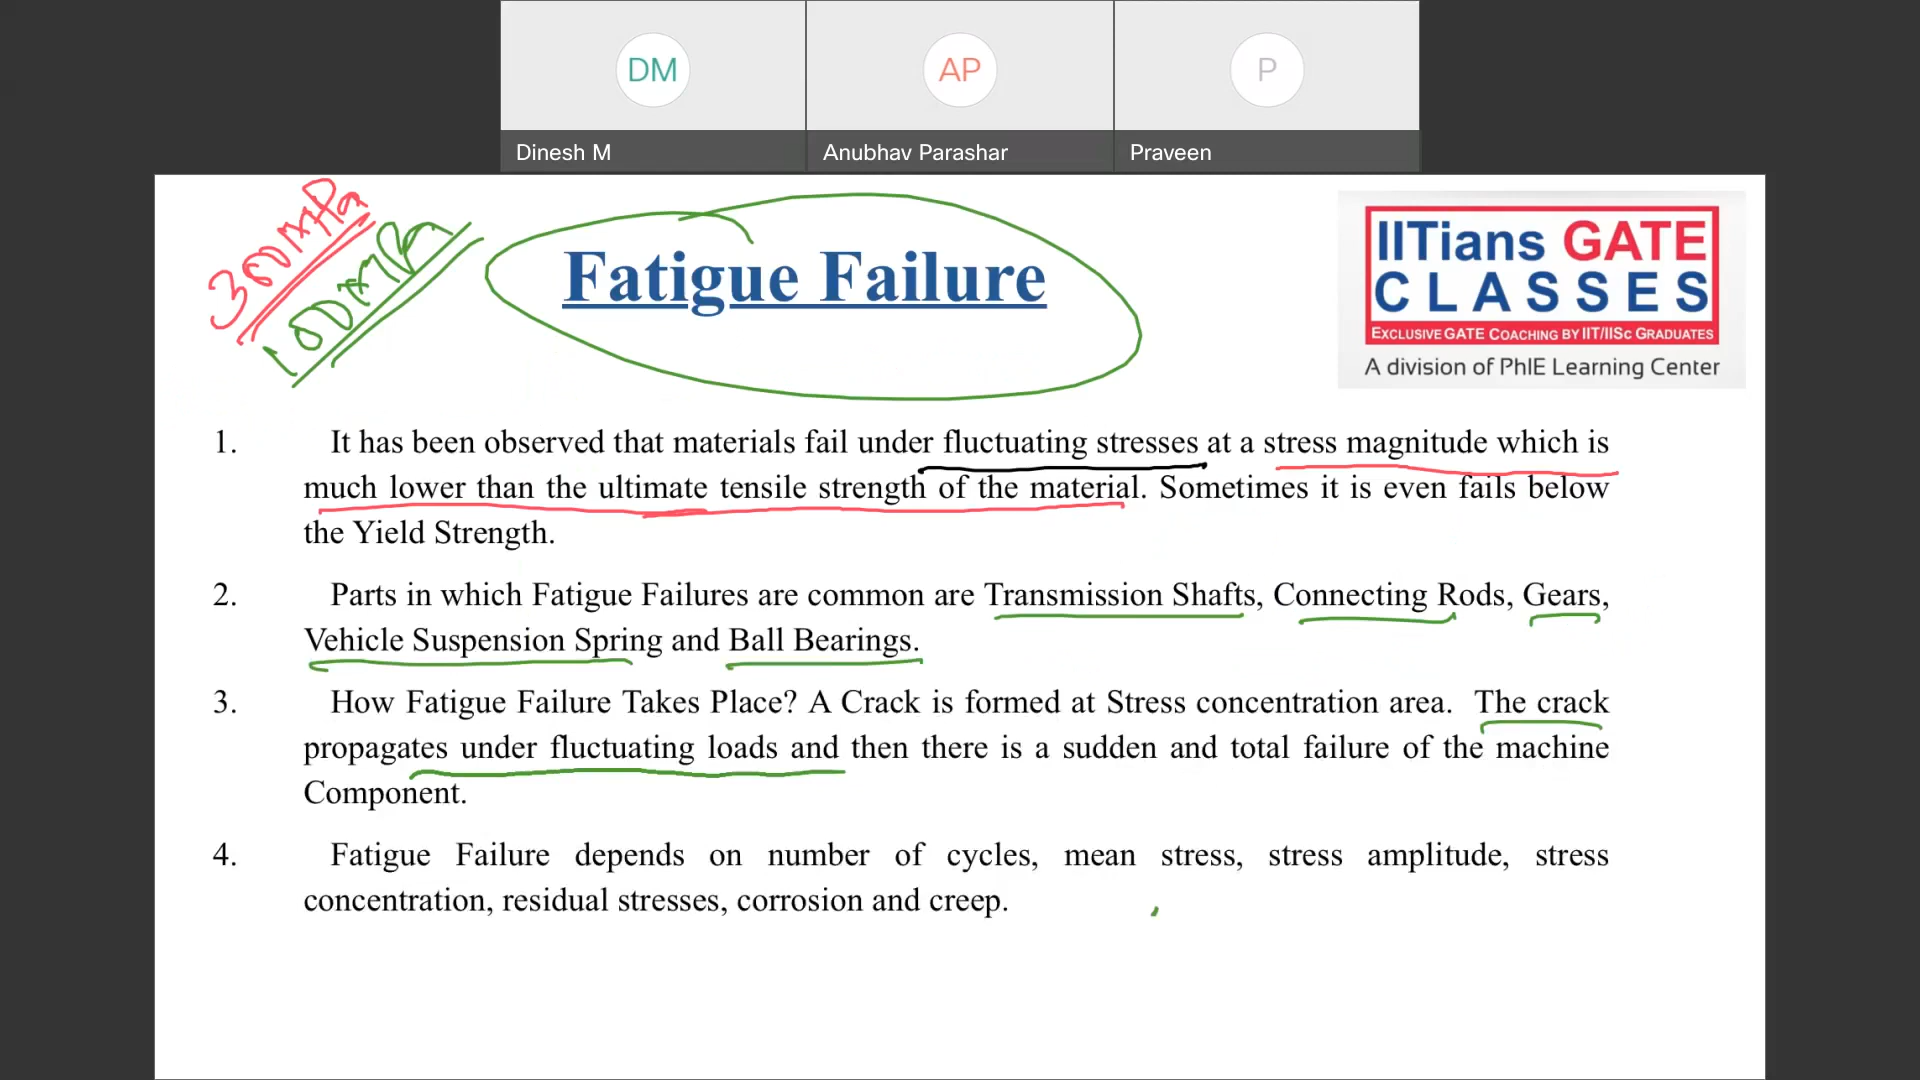 DM
AP
P
Dinesh M
Anubhav Parashar
Praveen
300MPa
100MPa
Fatigue Failure
IITians GATE
CLASSES
EXCLUSIVE GATE COACHING BY IIT/IISc GRADUATES
A division of PhIE Learning Center
1. It has been observed that materials fail under fluctuating stresses at a stress magnitude which is
much lower than the ultimate tensile strength of the material. Sometimes it is even fails below
the Yield Strength.
2. Parts in which Fatigue Failures are common are Transmission Shafts, Connecting Rods, Gears,
Vehicle Suspension Spring and Ball Bearings.
3. How Fatigue Failure Takes Place? A Crack is formed at Stress concentration area. The crack
propagates under fluctuating loads and then there is a sudden and total failure of the machine
Component.
4. Fatigue Failure depends on number of cycles, mean stress, stress amplitude, stress
concentration, residual stresses, corrosion and creep.